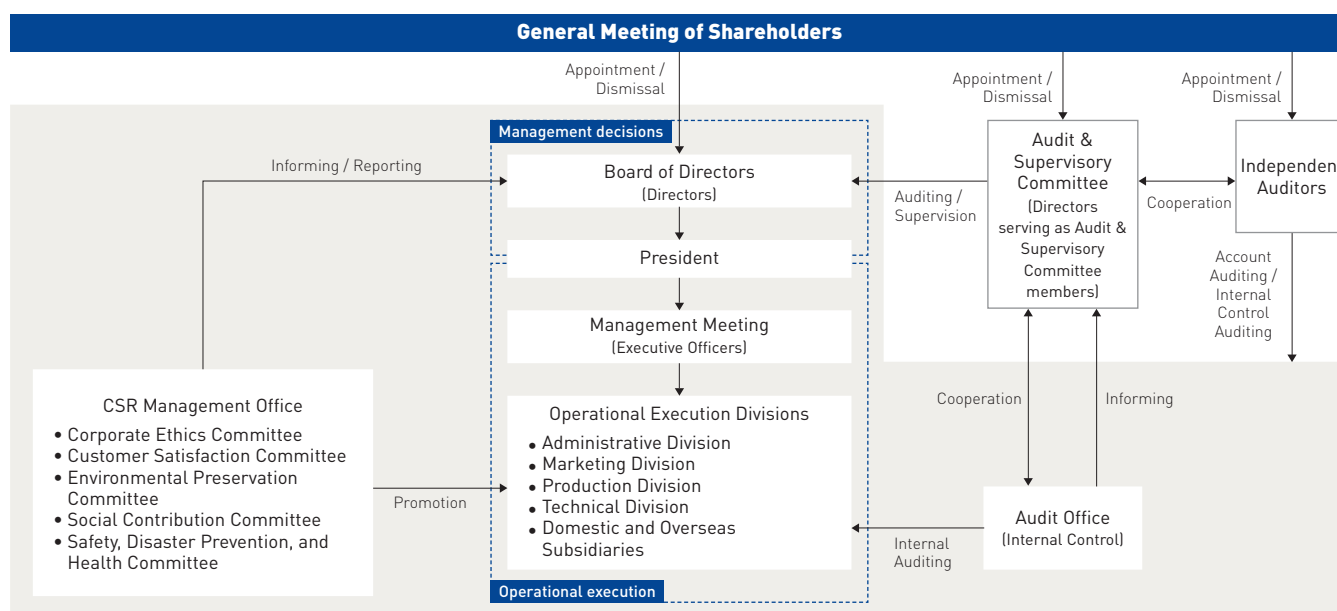 General Meeting of Shareholders
Appointment /
Dismissal
Appointment /
Dismissal
Appointment /
Dismissal
Management decisions
Board of Directors
(Directors)
Informing / Reporting
Auditing /
Supervision
Audit &
Supervisory
Committee
(Directors
serving as Audit &
Supervisory
Committee
members)
Cooperation
Independent
Auditors
President
Account
Auditing /
Internal
Control
Auditing
Management Meeting
(Executive Officers)
CSR Management Office
• Corporate Ethics Committee
• Customer Satisfaction Committee
• Environmental Preservation
Committee
• Social Contribution Committee
• Safety, Disaster Prevention, and
Health Committee
Promotion
Operational Execution Divisions
• Administrative Division
• Marketing Division
• Production Division
• Technical Division
• Domestic and Overseas
Subsidiaries
Cooperation
Informing
Audit Office
(Internal Control)
Internal
Auditing
Operational execution